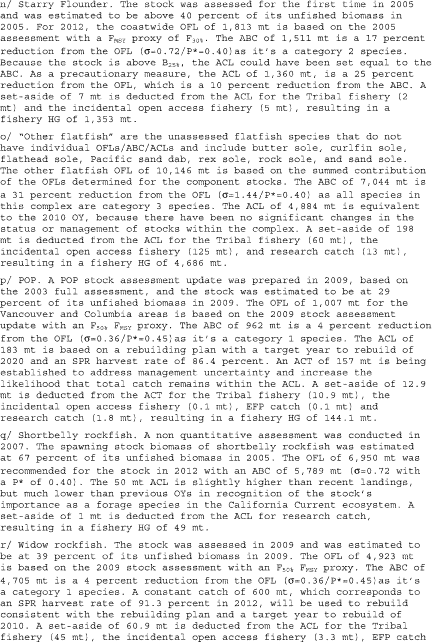 n/ Starry Flounder. The stock was assessed for the first time in 2005
and was estimated to be above 40 percent of its unfished biomass in
2005. For 2012, the coastwide OFL of 1,813 mt is based on the 2005
assessment with a FMSY proxy of F30%. The ABC of 1,511 mt is a 17 percent
reduction from the OFL (σ=0.72/P*=0.40)as it's a category 2 species.
Because the stock is above B25%, the ACL could have been set equal to the
ABC. As a precautionary measure, the ACL of 1,360 mt, is a 25 percent
reduction from the OFL, which is a 10 percent reduction from the ABC. A
set-aside of 7 mt is deducted from the ACL for the Tribal fishery (2
mt) and the incidental open access fishery (5 mt), resulting in a
fishery HG of 1,353 mt.
o/ "Other flatfish" are the unassessed flatfish species that do not
have individual OFLs/ABC/ACLs and include butter sole, curlfin sole,
flathead sole, Pacific sand dab, rex sole, rock sole, and sand sole.
The other flatfish OFL of 10,146 mt is based on the summed contribution
of the OFLs determined for the component stocks. The ABC of 7,044 mt is
a 31 percent reduction from the OFL (σ=1.44/P*=0.40) as all species in
this complex are category 3 species. The ACL of 4,884 mt is equivalent
to the 2010 OY, because there have been no significant changes in the
status or management of stocks within the complex. A set-aside of 198
mt is deducted from the ACL for the Tribal fishery (60 mt), the
incidental open access fishery (125 mt), and research catch (13 mt),
resulting in a fishery HG of 4,686 mt.
p/ POP. A POP stock assessment update was prepared in 2009, based on
the 2003 full assessment, and the stock was estimated to be at 29
percent of its unfished biomass in 2009. The OFL of 1,007 mt for the
Vancouver and Columbia areas is based on the 2009 stock assessment
update with an F50% FMSY proxy. The ABC of 962 mt is a 4 percent reduction
from the OFL (σ=0.36/P*=0.45)as it's a category 1 species. The ACL of
183 mt is based on a rebuilding plan with a target year to rebuild of
2020 and an SPR harvest rate of 86.4 percent. An ACT of 157 mt is being
established to address management uncertainty and increase the
likelihood that total catch remains within the ACL. A set-aside of 12.9
mt is deducted from the ACT for the Tribal fishery (10.9 mt), the
incidental open access fishery (0.1 mt), EFP catch (0.1 mt) and
research catch (1.8 mt), resulting in a fishery HG of 144.1 mt.
q/ Shortbelly rockfish. A non quantitative assessment was conducted in
2007. The spawning stock biomass of shortbelly rockfish was estimated
at 67 percent of its unfished biomass in 2005. The OFL of 6,950 mt was
recommended for the stock in 2012 with an ABC of 5,789 mt (σ=0.72 with
a P* of 0.40). The 50 mt ACL is slightly higher than recent landings,
but much lower than previous OYs in recognition of the stock's
importance as a forage species in the California Current ecosystem. A
set-aside of 1 mt is deducted from the ACL for research catch,
resulting in a fishery HG of 49 mt.
r/ Widow rockfish. The stock was assessed in 2009 and was estimated to
be at 39 percent of its unfished biomass in 2009. The OFL of 4,923 mt
is based on the 2009 stock assessment with an F50% FMSY proxy. The ABC of
4,705 mt is a 4 percent reduction from the OFL (σ=0.36/P*=0.45)as it's
a category 1 species. A constant catch of 600 mt, which corresponds to
an SPR harvest rate of 91.3 percent in 2012, will be used to rebuild
consistent with the rebuilding plan and a target year to rebuild of
2010. A set-aside of 60.9 mt is deducted from the ACL for the Tribal
fishery (45 mt), the incidental open access fishery (3.3 mt), EFP catch